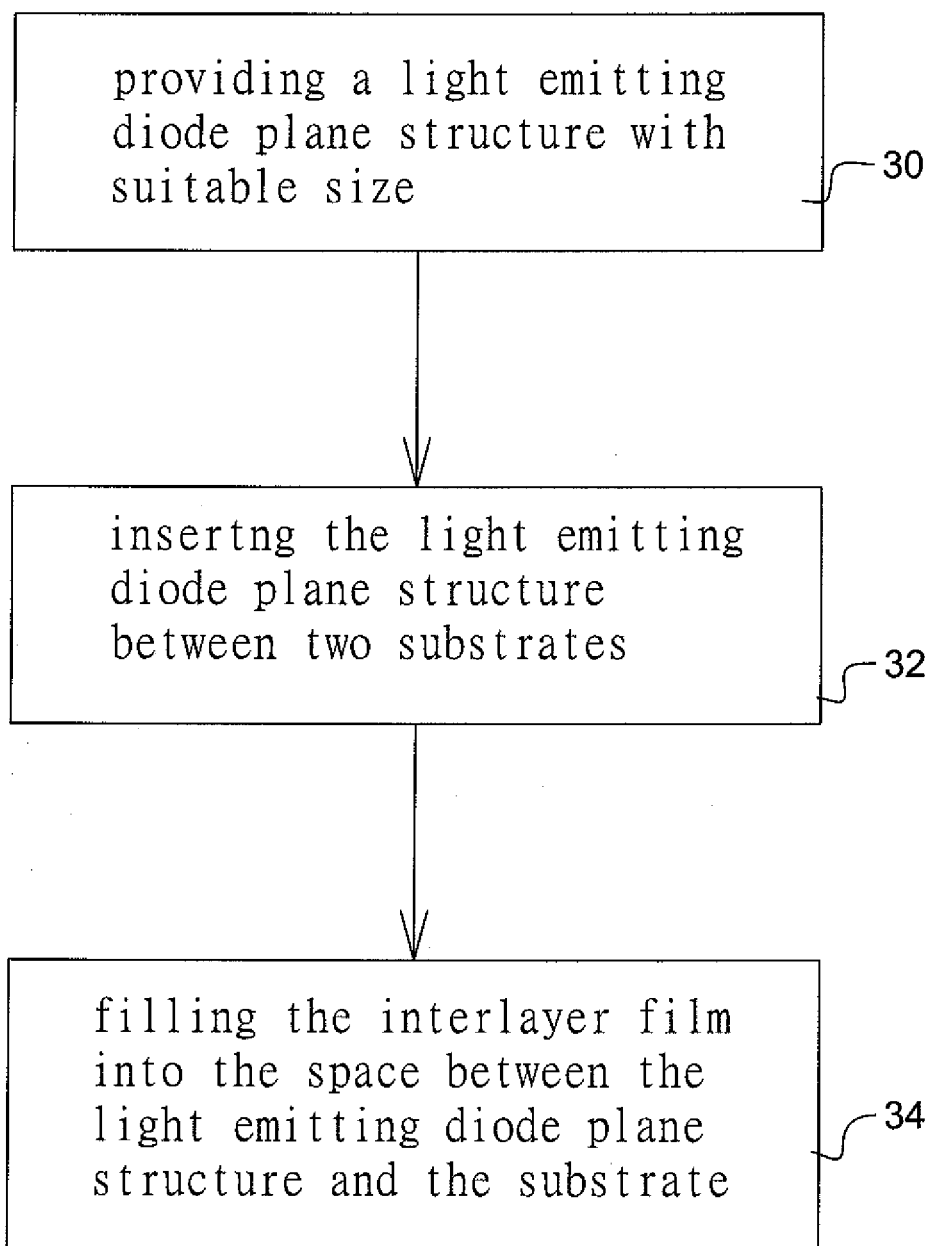 providing a light emitting
diode plane structure with
suitable size
30
insertng the light emitting
diode plane structure
between two substrates
32
filling the interlayer film
into the space between the
light emitting diode plane
structure and the substrate
34